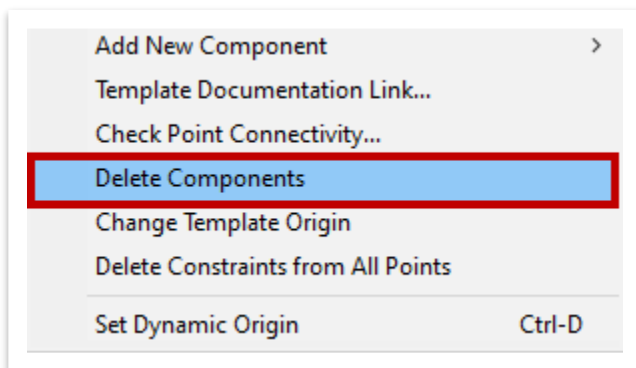 Add New Component >
Template Documentation Link...
Check Point Connectivity...
Delete Components
Change Template Origin
Delete Constraints from All Points
Set Dynamic Origin Ctrl-D